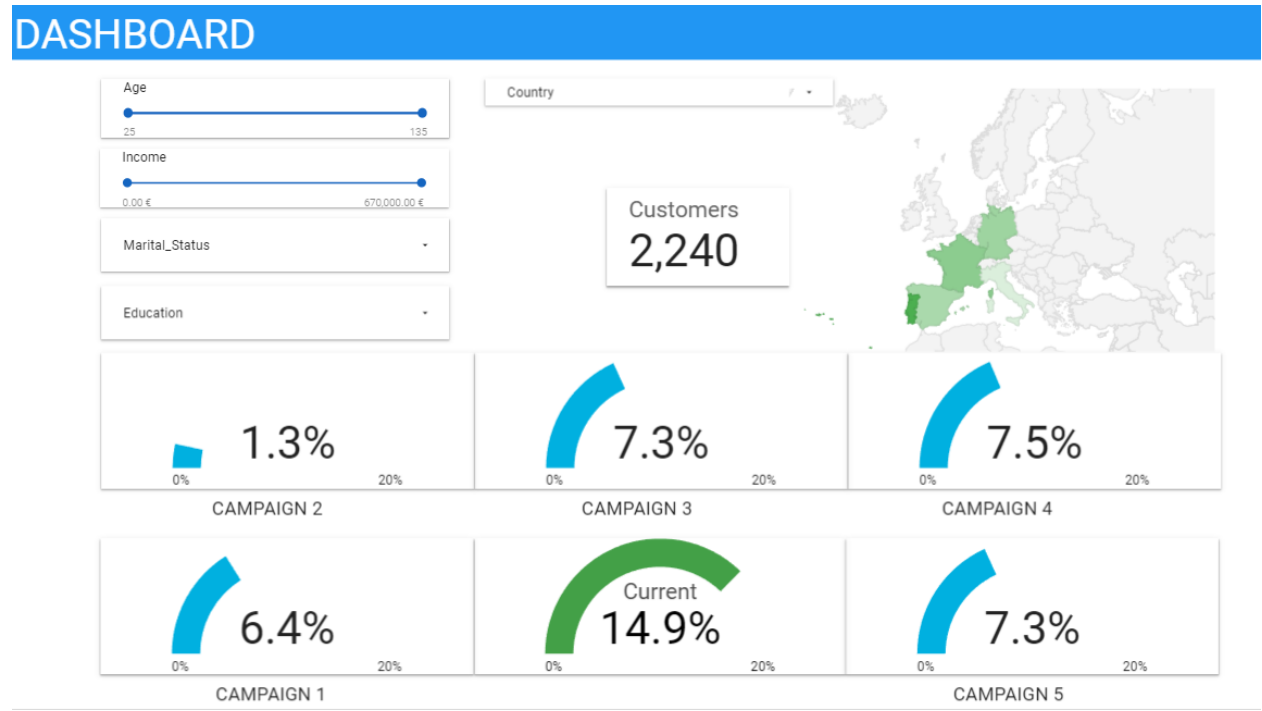 DASHBOARD
Age
25 135
Country
Income
0.00 € 670,000.00 €
Customers
2,240
Marital_Status
Education
1.3%
0% 20%
CAMPAIGN 2
7.3%
0% 20%
CAMPAIGN 3
7.5%
0% 20%
CAMPAIGN 4
6.4%
0% 20%
CAMPAIGN 1
Current
14.9%
0% 20%
7.3%
0% 20%
CAMPAIGN 5